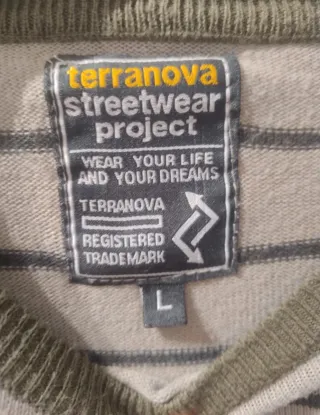 terranova
streetwear
project
WEAR YOUR LIFE
AND YOUR DREAMS
TERRANOVA
REGISTERED
TRADEMARK
L